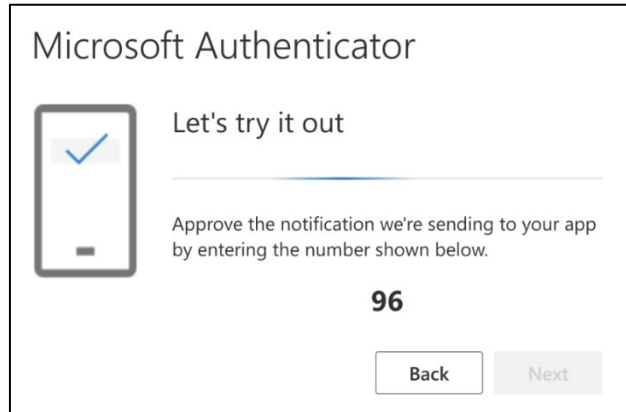 Microsoft Authenticator
Let's try it out
Approve the notification we're sending to your app
by entering the number shown below.
96
Back
Next